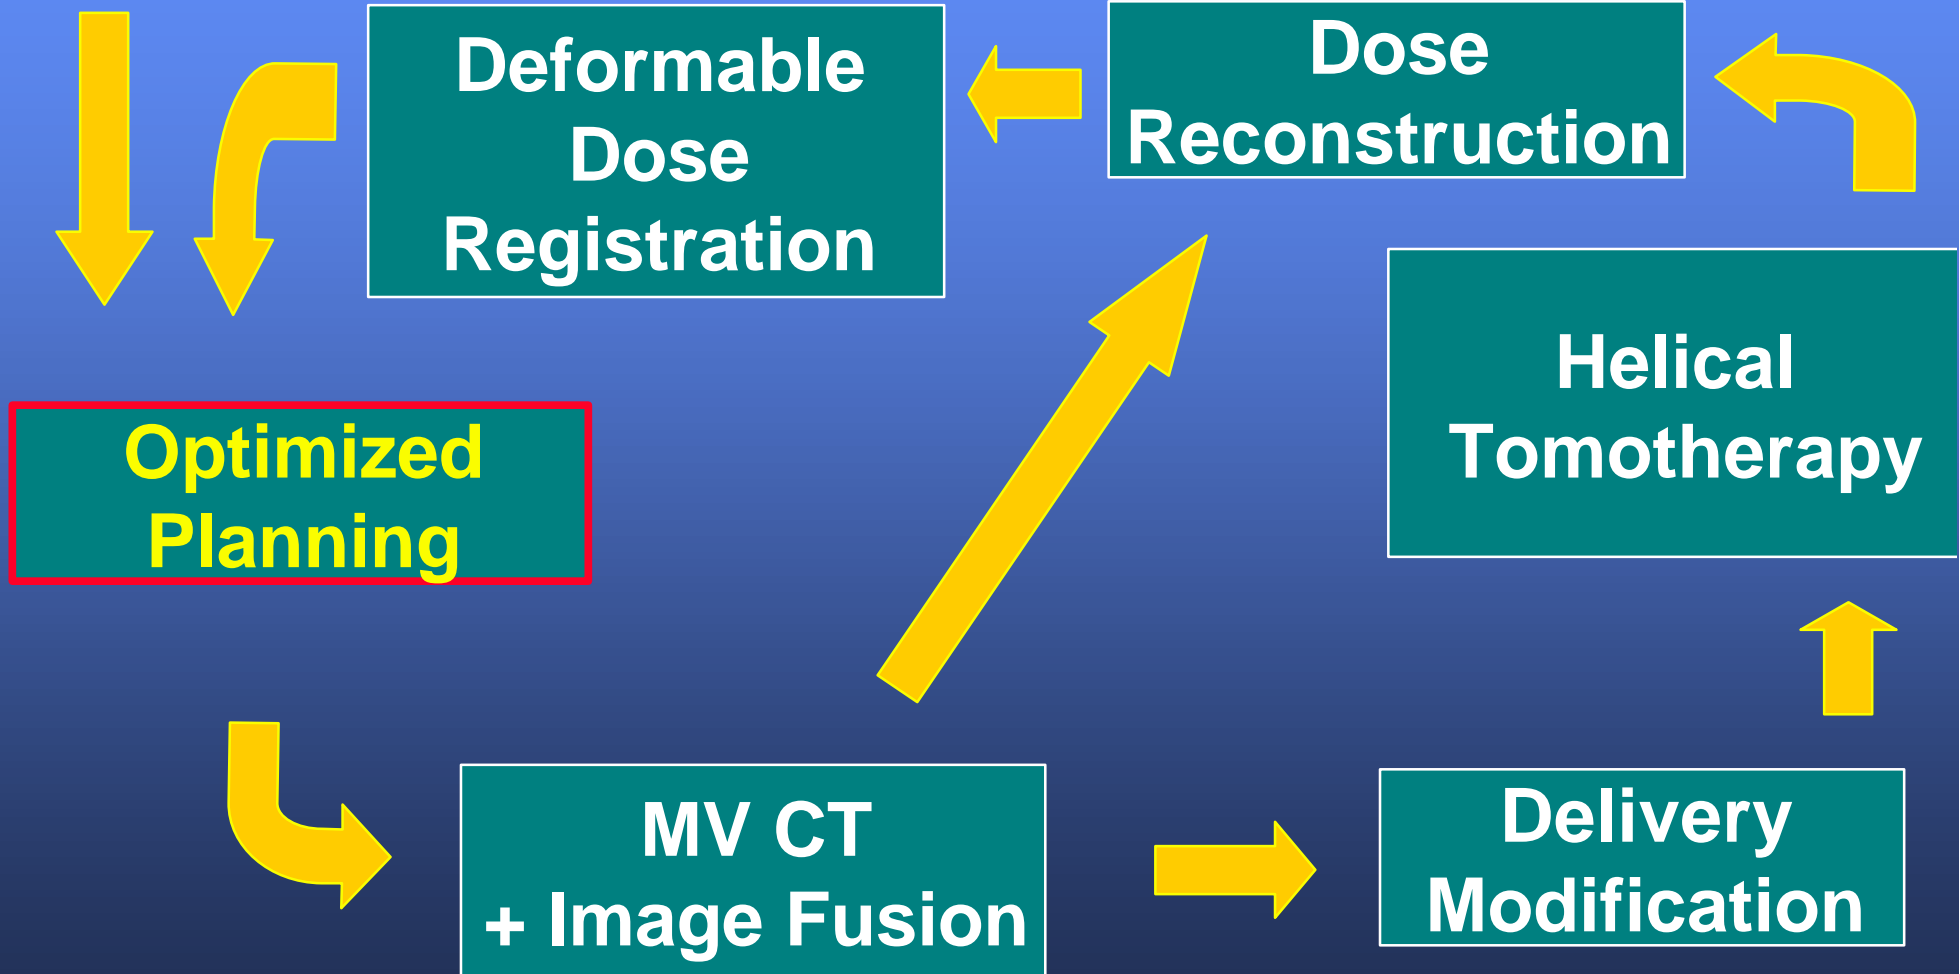 Deformable
Dose
Registration
Dose
Reconstruction
Helical
Tomotherapy
Optimized
Planning
MV CT
+ Image Fusion
Delivery
Modification